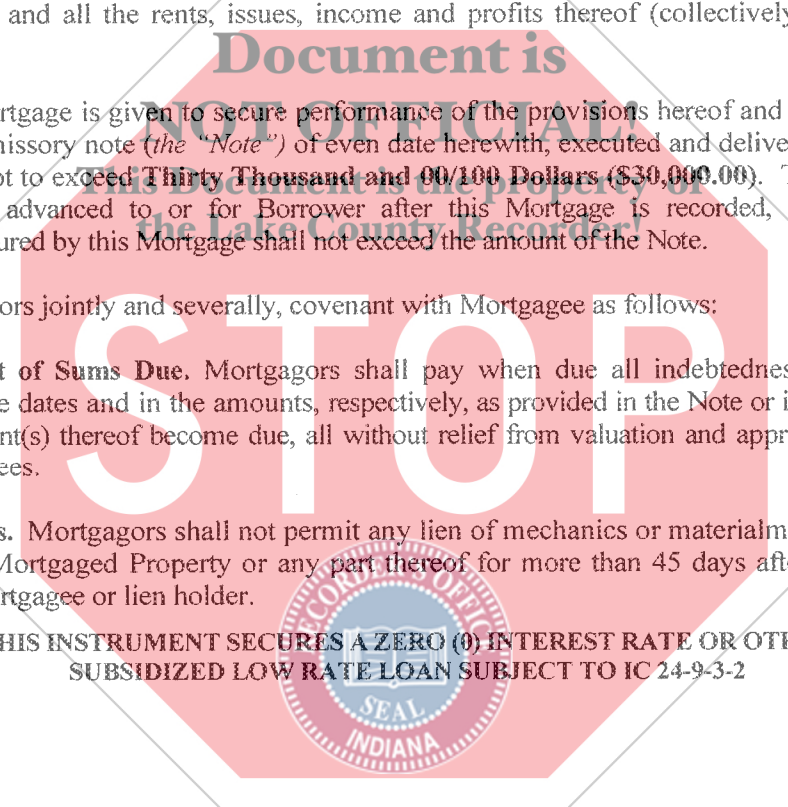 and all the rents, issues, income and profits thereof (collectively
Document is
NOT OFFICIAL!
rtgage is given to secure performance of the provisions hereof and
missory note (the “Note”) of even date herewith, executed and delive
ot to exceed Thirty Thousand and 00/100 Dollars ($30,000.00). T
This Document is the property of
advanced to or for Borrower after this Mortgage is recorded,
the Lake County Recorder!
ured by this Mortgage shall not exceed the amount of the Note.
ors jointly and severally, covenant with Mortgagee as follows:
STOP
t of Sums Due. Mortgagors shall pay when due all indebtednes
e dates and in the amounts, respectively, as provided in the Note or i
nt(s) thereof become due, all without relief from valuation and appr
ees.
s. Mortgagors shall not permit any lien of mechanics or materialm
Mortgaged Property or any part thereof for more than 45 days aft
rtgagee or lien holder.
RECORDER'S OFFIC
HIS INSTRUMENT SECURES A ZERO (0) INTEREST RATE OR OTH
SUBSIDIZED LOW RATE LOAN SUBJECT TO IC 24-9-3-2
SEAL
INDIANA